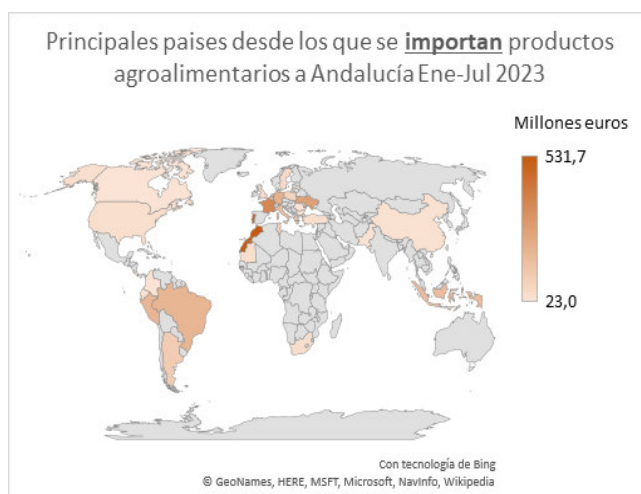 Principales paises desde los que se importan productos
agroalimentarios a Andalucía Ene-Jul 2023
Millones euros
531,7
23,0
Con tecnología de Bing
© GeoNames, HERE, MSFT, Microsoft, NavInfo, Wikipedia